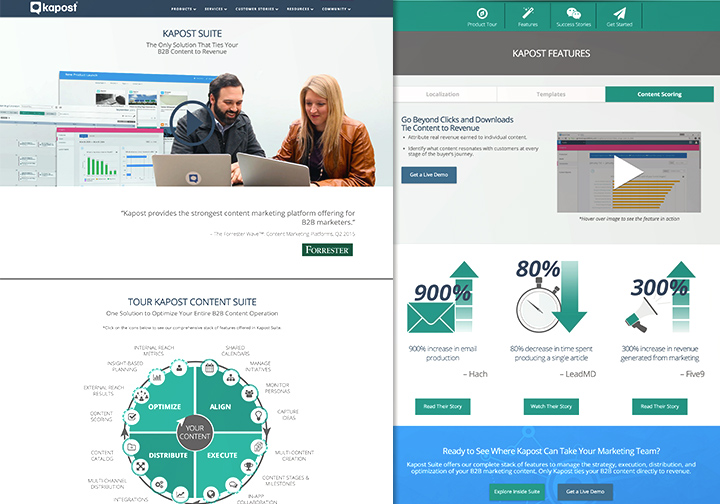 kapost
PRODUCTS
SERVICES
CUSTOMER STORIES
RESOURCES
COMMUNITY
KAPOST SUITE
The Only Solution That Ties Your
B2B Content to Revenue
"Kapost provides the strongest content marketing platform offering for
B2B marketers."
– The Forrester Wave™: Content Marketing Platforms, Q2 2015
FORRESTER
TOUR KAPOST CONTENT SUITE
One Solution to Optimize Your Entire B2B Content Operation
*Click on the icons below to see our comprehensive stack of features offered in Kapost Suite.
INTERNAL REACH
METRICS
SHARED
CALENDARS
INSIGHT-BASED
PLANNING
MANAGE
INITIATIVES
EXTERNAL REACH
RESULTS
MONITOR
PERSONAS
CONTENT
SCORING
CAPTURE
IDEAS
OPTIMIZE
ALIGN
YOUR
CONTENT
DISTRIBUTE
EXECUTE
CONTENT
CATALOG
MULTI-CONTENT
CREATION
MULTI-CHANNEL
DISTRIBUTION
CONTENT STAGES &
MILESTONES
INTEGRATIONS
IN-APP
COLLABORATION
Product Tour
Features
Success Stories
Get Started
KAPOST FEATURES
Localization
Templates
Content Scoring
Go Beyond Clicks and Downloads
Tie Content to Revenue
• Attribute real revenue earned to individual content.
• Identify what content resonates with customers at every
stage of the buyer's journey.
Get a Live Demo
*Hover over image to see the feature in action
900%
900% increase in email
production
– Hach
Read Their Story
80%
80% decrease in time spent
producing a single article
– LeadMD
Watch Their Story
300%
300% increase in revenue
generated from marketing
– Five9
Read Their Story
Ready to See Where Kapost Can Take Your Marketing Team?
Kapost Suite offers our complete stack of features to manage the strategy, execution, distribution, and
optimization of your B2B marketing content. Only Kapost ties your B2B content directly to revenue.
Explore Inside Suite
Get a Live Demo